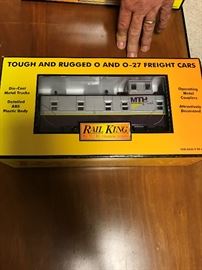 TOUGH AND RUGGED O AND O-27 FREIGHT CARS
Die-Cast
Metal Trucks
Detailed
ABS
Plastic Body
Operating
Metal
Couplers
Attractively
Decorated
MTH
RAIL KING